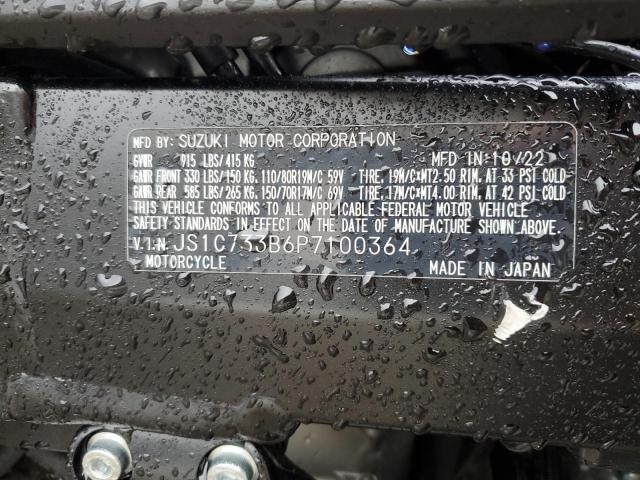 MFD BY: SUZUKI MOTOR CORPORATION
GVWR 915 LBS/415 KG MFD IN:10/22
GAWR FRONT 330 LBS/150 KG, 110/80R19M/C 59V TIRE, 19M/C×MT2.50 RIM, AT 33 PSI COLD
GAWR REAR 585 LBS/265 KG, 150/70R17M/C 69V TIRE, 17M/C×MT4.00 RIM, AT 42 PSI COLD
THIS VEHICLE CONFORMS TO ALL APPLICABLE FEDERAL MOTOR VEHICLE
SAFETY STANDARDS IN EFFECT ON THE DATE OF MANUFACTURE SHOWN ABOVE.
V.I.N. JS1C733B6P7100364
MOTORCYCLE MADE IN JAPAN